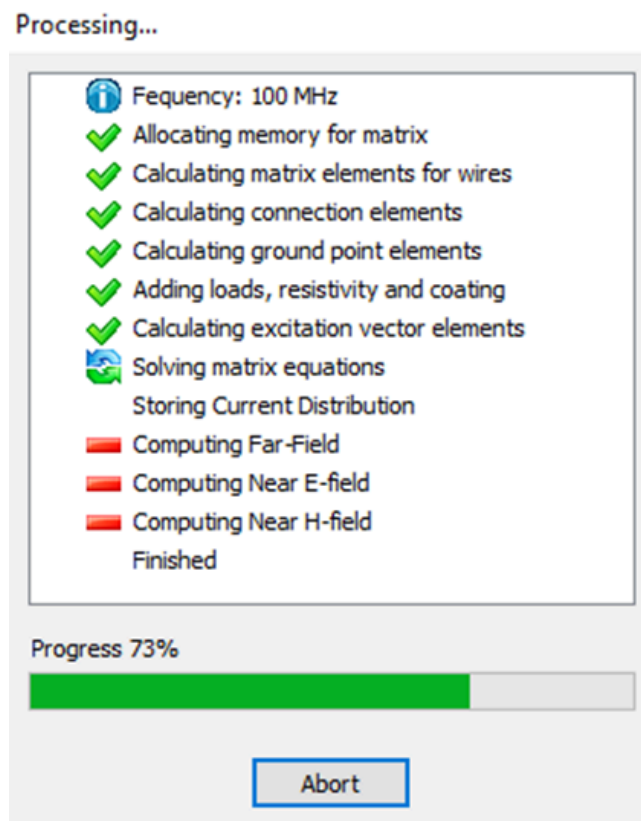 Processing...
Fequency: 100 MHz
Allocating memory for matrix
Calculating matrix elements for wires
Calculating connection elements
Calculating ground point elements
Adding loads, resistivity and coating
Calculating excitation vector elements
Solving matrix equations
Storing Current Distribution
Computing Far-Field
Computing Near E-field
Computing Near H-field
Finished
Progress 73%
Abort